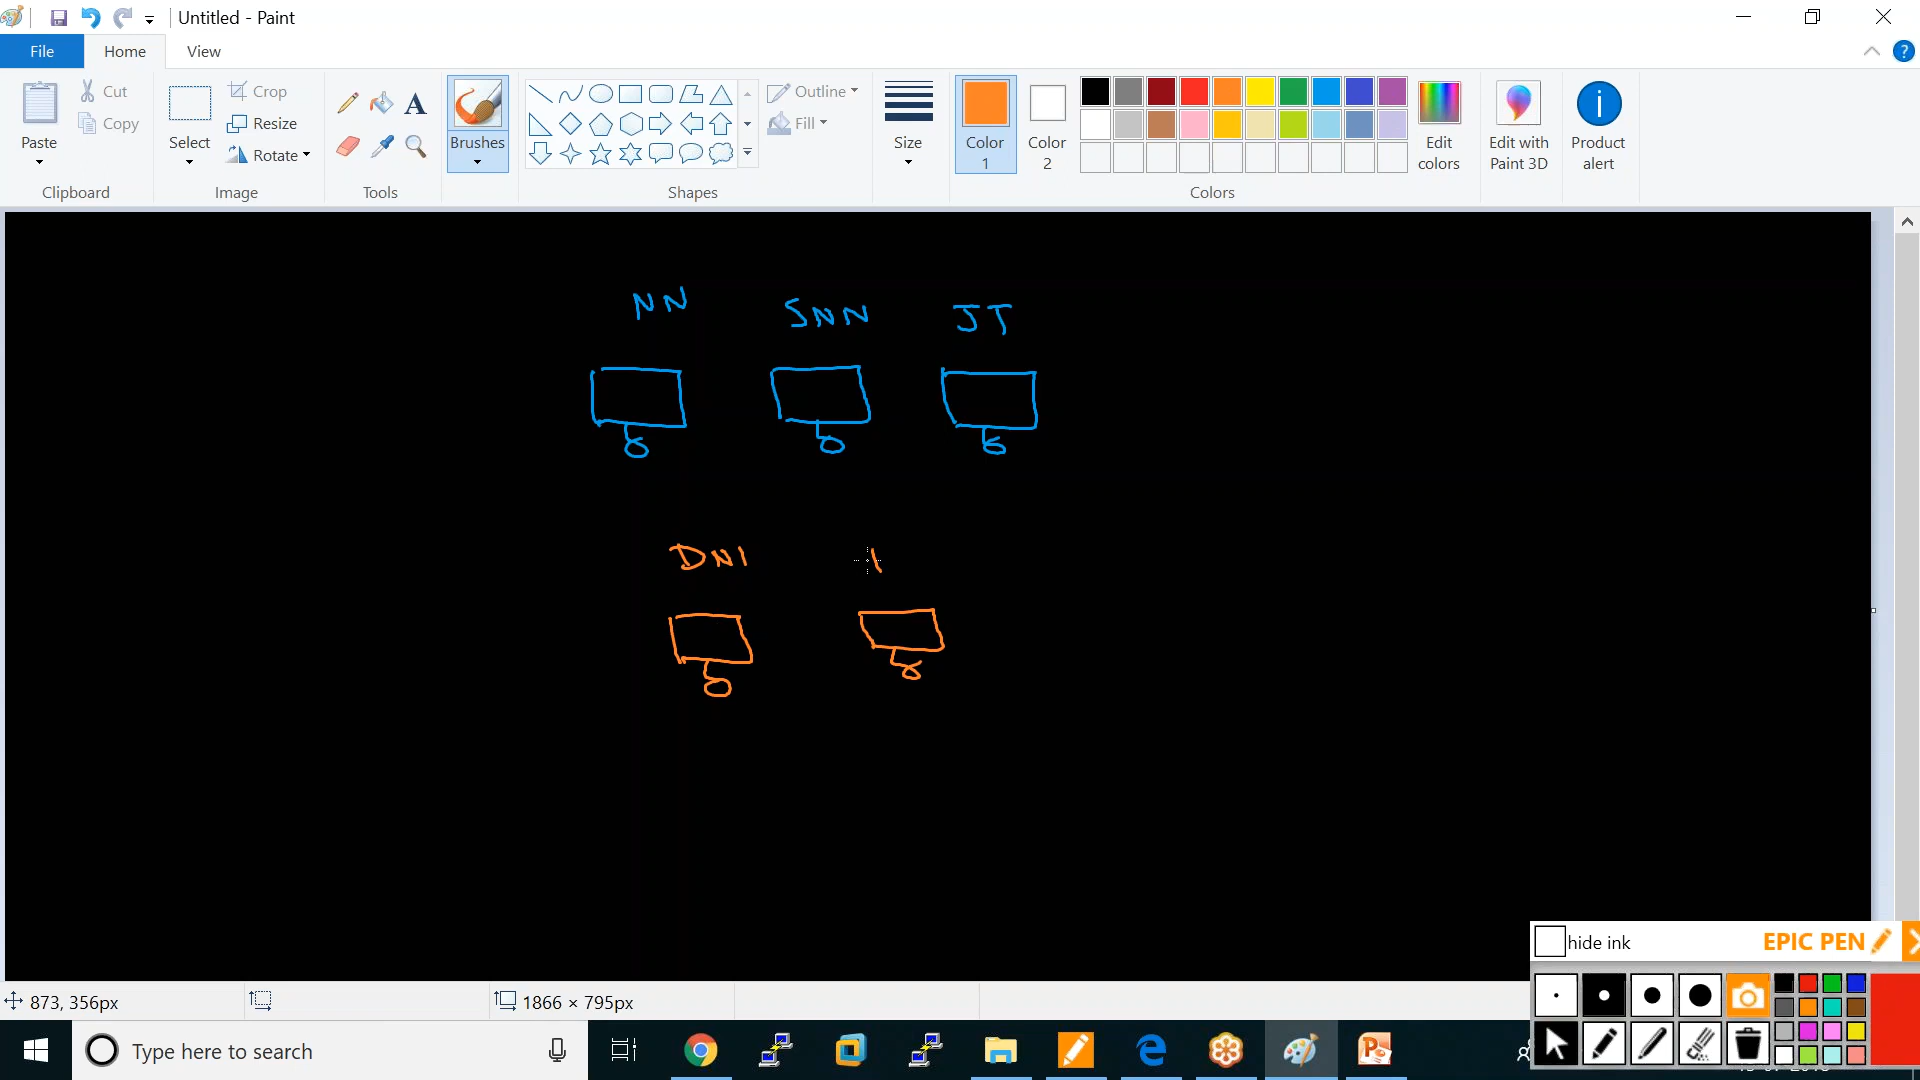 Untitled - Paint
File Home View
Paste Cut Copy Select Crop Resize Rotate A Brushes Outline Fill Size Color 1 Color 2 Edit colors Edit with Paint 3D Product alert
Clipboard Image Tools Shapes Colors
NN SNN JT
DN1
hide ink EPIC PEN
873, 356px 1866 × 795px
Type here to search